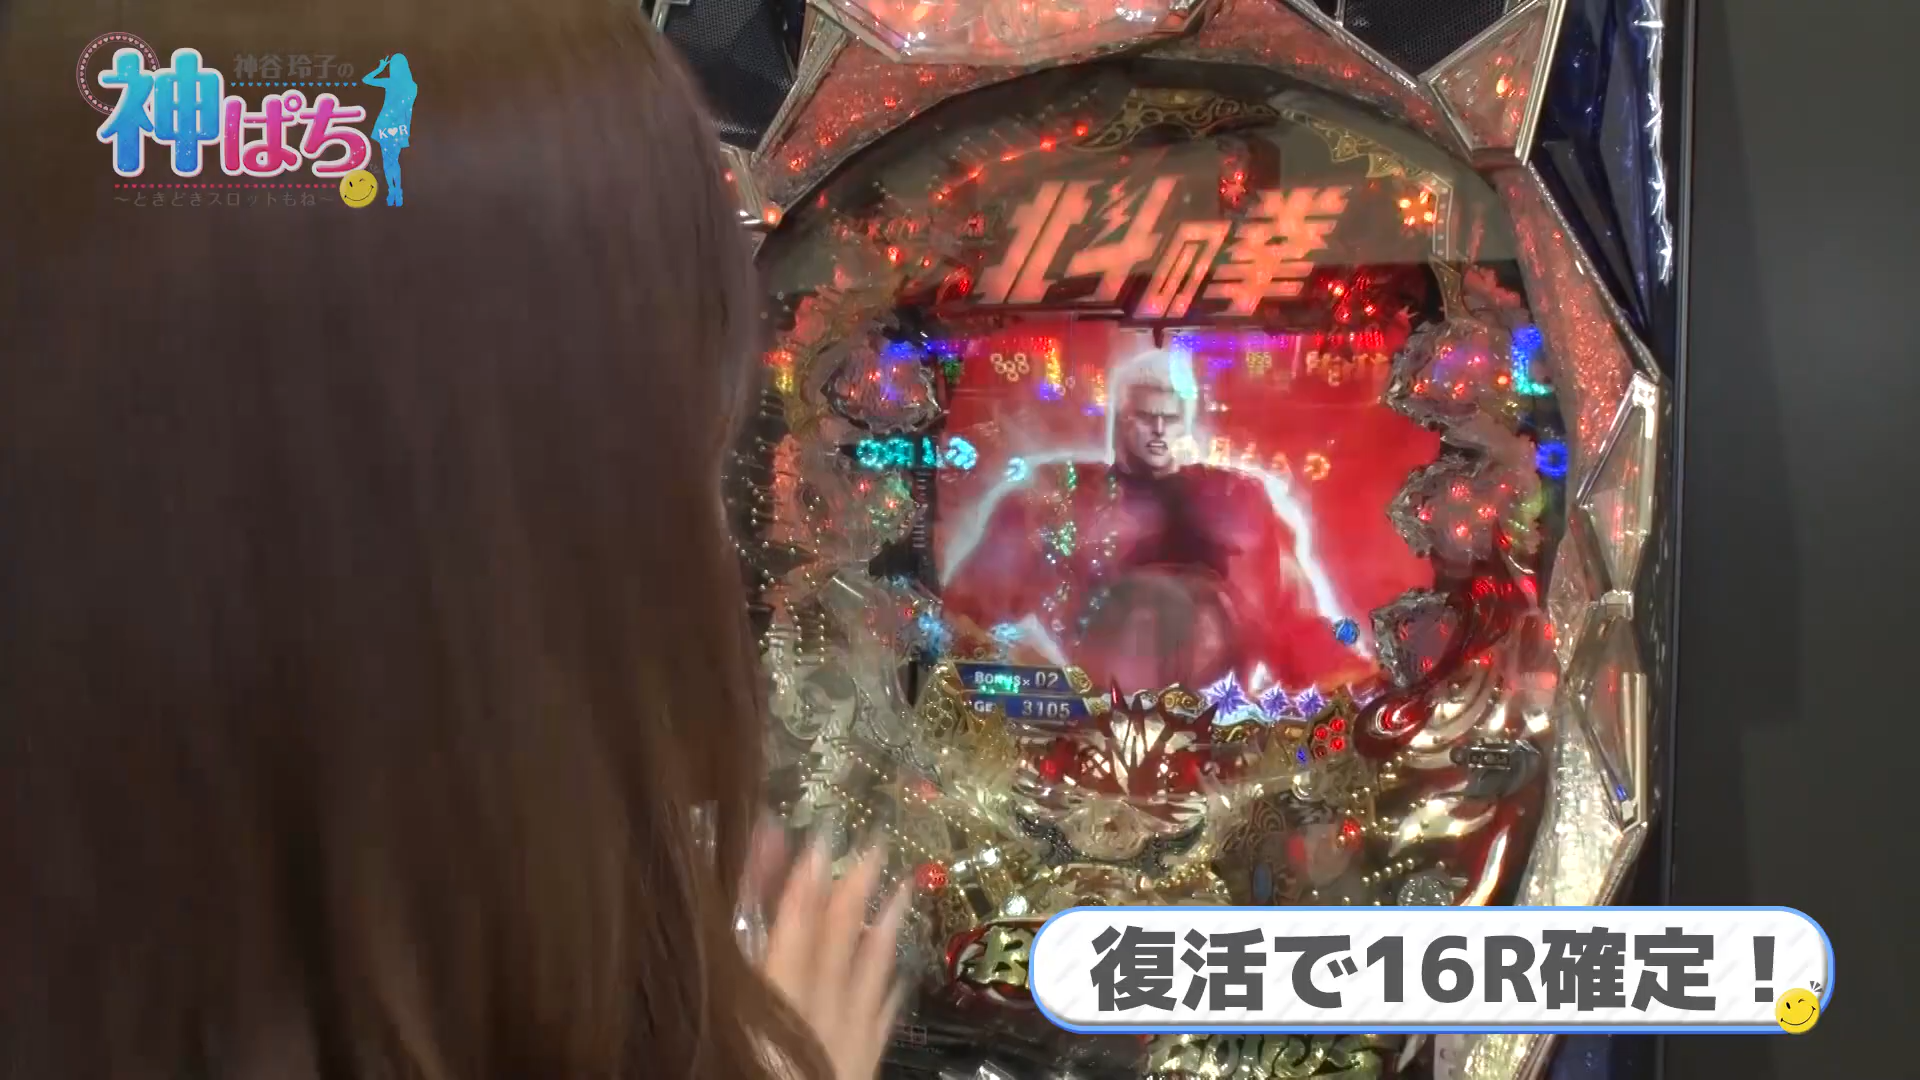 神谷 玲子の
神ぱち。
K♥R
~ときどきスロットもね~
北斗の拳
BONUS× 02
GE 3105
復活で16R確定!